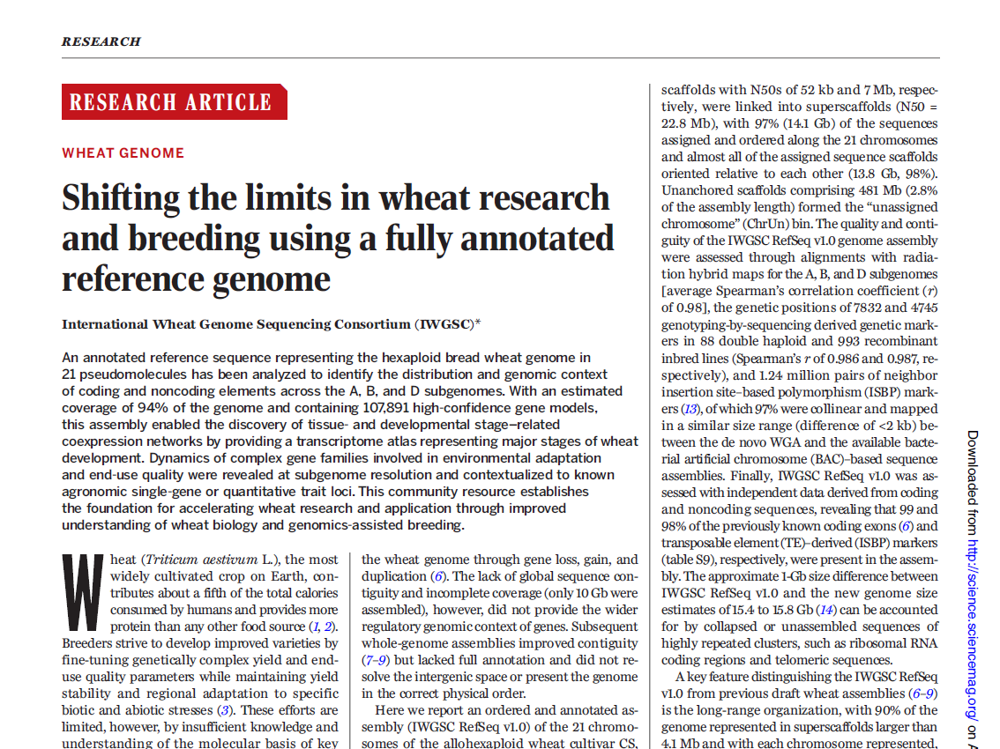 RESEARCH
RESEARCH ARTICLE
WHEAT GENOME
Shifting the limits in wheat research
and breeding using a fully annotated
reference genome
International Wheat Genome Sequencing Consortium (IWGSC)*
An annotated reference sequence representing the hexaploid bread wheat genome in
21 pseudomolecules has been analyzed to identify the distribution and genomic context
of coding and noncoding elements across the A, B, and D subgenomes. With an estimated
coverage of 94% of the genome and containing 107,891 high-confidence gene models,
this assembly enabled the discovery of tissue- and developmental stage–related
coexpression networks by providing a transcriptome atlas representing major stages of wheat
development. Dynamics of complex gene families involved in environmental adaptation
and end-use quality were revealed at subgenome resolution and contextualized to known
agronomic single-gene or quantitative trait loci. This community resource establishes
the foundation for accelerating wheat research and application through improved
understanding of wheat biology and genomics-assisted breeding.
Wheat (Triticum aestivum L.), the most
widely cultivated crop on Earth, con-
tributes about a fifth of the total calories
consumed by humans and provides more
protein than any other food source (1, 2).
Breeders strive to develop improved varieties by
fine-tuning genetically complex yield and end-
use quality parameters while maintaining yield
stability and regional adaptation to specific
biotic and abiotic stresses (3). These efforts are
limited, however, by insufficient knowledge and
understanding of the molecular basis of key
the wheat genome through gene loss, gain, and
duplication (6). The lack of global sequence con-
tiguity and incomplete coverage (only 10 Gb were
assembled), however, did not provide the wider
regulatory genomic context of genes. Subsequent
whole-genome assemblies improved contiguity
(7–9) but lacked full annotation and did not re-
solve the intergenic space or present the genome
in the correct physical order.
Here we report an ordered and annotated as-
sembly (IWGSC RefSeq v1.0) of the 21 chromo-
somes of the allohexaploid wheat cultivar CS,
scaffolds with N50s of 52 kb and 7 Mb, respec-
tively, were linked into superscaffolds (N50 =
22.8 Mb), with 97% (14.1 Gb) of the sequences
assigned and ordered along the 21 chromosomes
and almost all of the assigned sequence scaffolds
oriented relative to each other (13.8 Gb, 98%).
Unanchored scaffolds comprising 481 Mb (2.8%
of the assembly length) formed the “unassigned
chromosome” (ChrUn) bin. The quality and conti-
guity of the IWGSC RefSeq v1.0 genome assembly
were assessed through alignments with radia-
tion hybrid maps for the A, B, and D subgenomes
[average Spearman’s correlation coefficient (r)
of 0.98], the genetic positions of 7832 and 4745
genotyping-by-sequencing derived genetic mark-
ers in 88 double haploid and 993 recombinant
inbred lines (Spearman’s r of 0.986 and 0.987, re-
spectively), and 1.24 million pairs of neighbor
insertion site–based polymorphism (ISBP) mark-
ers (13), of which 97% were collinear and mapped
in a similar size range (difference of <2 kb) be-
tween the de novo WGA and the available bacte-
rial artificial chromosome (BAC)–based sequence
assemblies. Finally, IWGSC RefSeq v1.0 was as-
sessed with independent data derived from coding
and noncoding sequences, revealing that 99 and
98% of the previously known coding exons (6) and
transposable element (TE)–derived (ISBP) markers
(table S9), respectively, were present in the assem-
bly. The approximate 1-Gb size difference between
IWGSC RefSeq v1.0 and the new genome size
estimates of 15.4 to 15.8 Gb (14) can be accounted
for by collapsed or unassembled sequences of
highly repeated clusters, such as ribosomal RNA
coding regions and telomeric sequences.
A key feature distinguishing the IWGSC RefSeq
v1.0 from previous draft wheat assemblies (6–9)
is the long-range organization, with 90% of the
genome represented in superscaffolds larger than
4.1 Mb and with each chromosome represented,
Downloaded from http://science.sciencemag.org/ on A